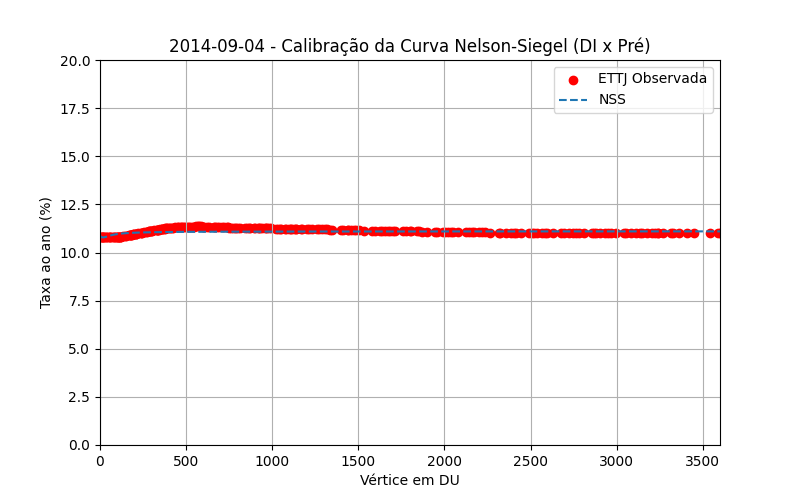 2014-09-04 - Calibração da Curva Nelson-Siegel (DI x Pré)
ETTJ Observada
NSS
Taxa ao ano (%)
20.0
17.5
15.0
12.5
10.0
7.5
5.0
2.5
0.0
0 500 1000 1500 2000 2500 3000 3500
Vértice em DU